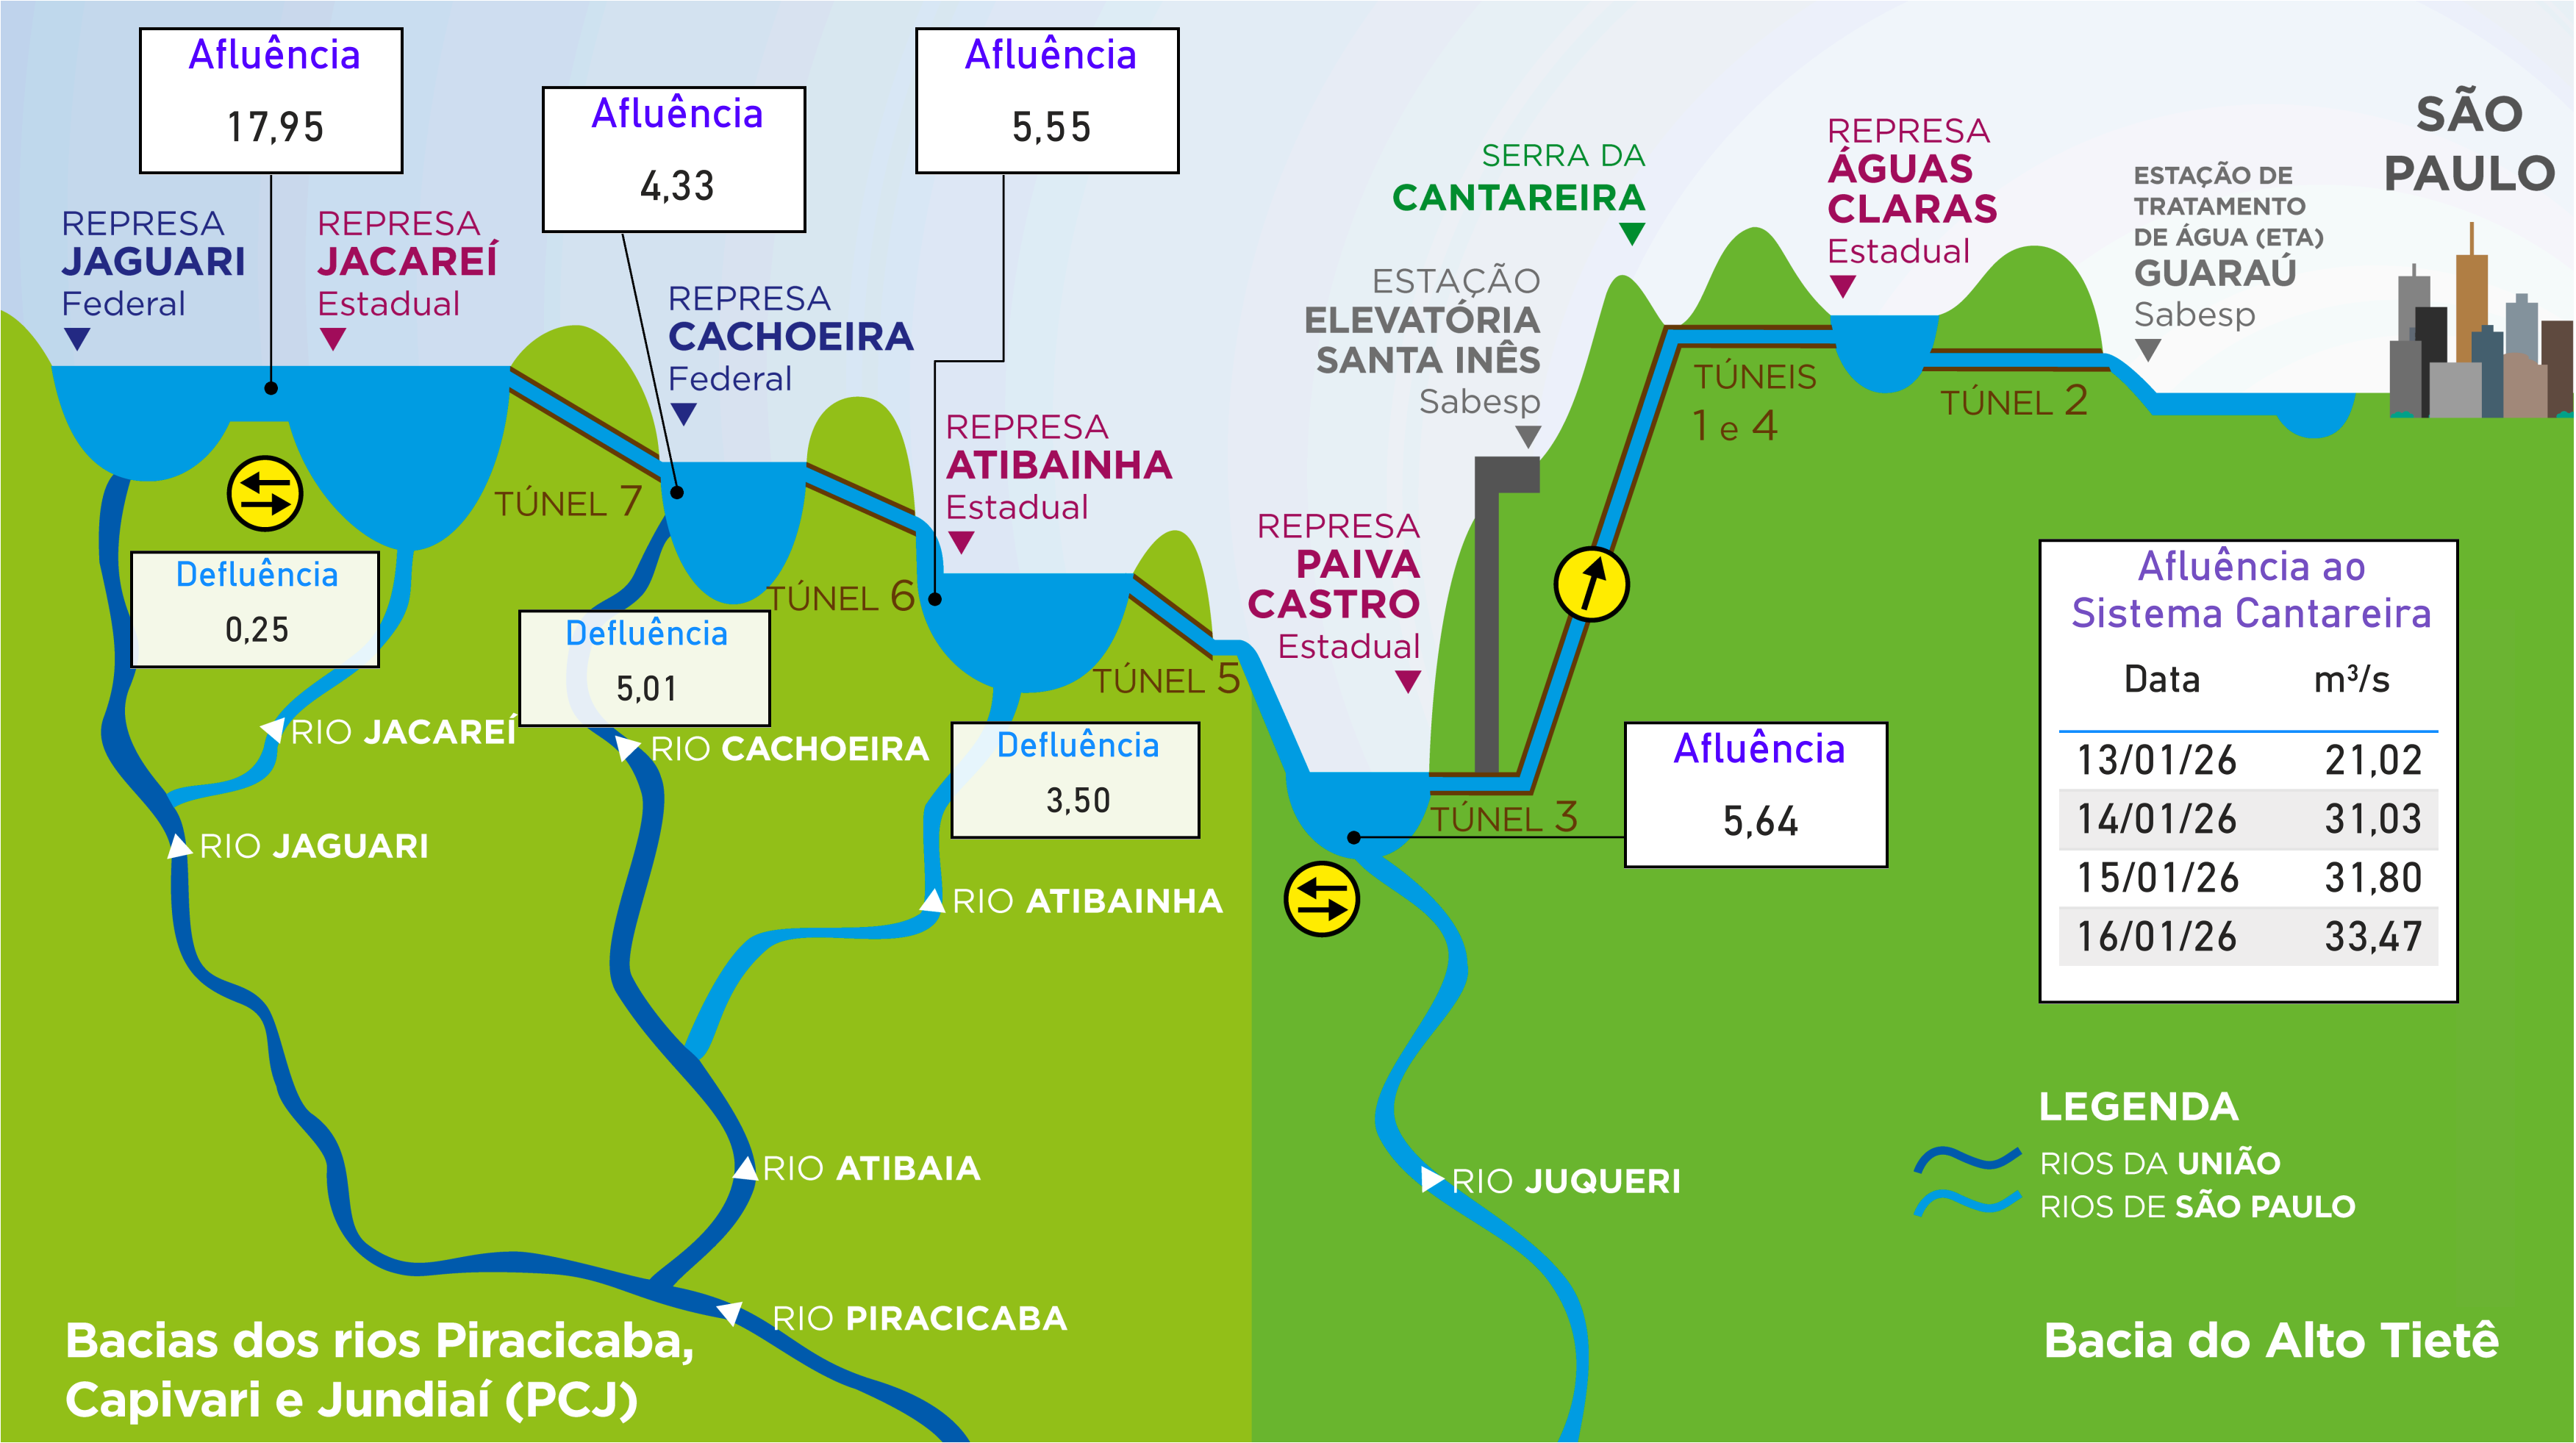 Afluência
17,95
Afluência
4,33
Afluência
5,55
REPRESA
JAGUARI
Federal
REPRESA
JACAREÍ
Estadual
REPRESA
CACHOEIRA
Federal
REPRESA
ATIBAINHA
Estadual
SERRA DA
CANTAREIRA
ESTAÇÃO
ELEVATÓRIA
SANTA INÊS
Sabesp
REPRESA
ÁGUAS
CLARAS
Estadual
ESTAÇÃO DE
TRATAMENTO
DE ÁGUA (ETA)
GUARAÚ
Sabesp
SÃO
PAULO
TÚNEL 7
TÚNEL 6
TÚNEL 5
REPRESA
PAIVA
CASTRO
Estadual
TÚNEIS
1 e 4
TÚNEL 2
TÚNEL 3
Defluência
0,25
Defluência
5,01
Defluência
3,50
Afluência
5,64
RIO JACAREÍ
RIO CACHOEIRA
RIO JAGUARI
RIO ATIBAINHA
RIO ATIBAIA
RIO PIRACICABA
RIO JUQUERI
Afluência ao
Sistema Cantareira
Data m³/s
13/01/26 21,02
14/01/26 31,03
15/01/26 31,80
16/01/26 33,47
LEGENDA
RIOS DA UNIÃO
RIOS DE SÃO PAULO
Bacias dos rios Piracicaba,
Capivari e Jundiaí (PCJ)
Bacia do Alto Tietê